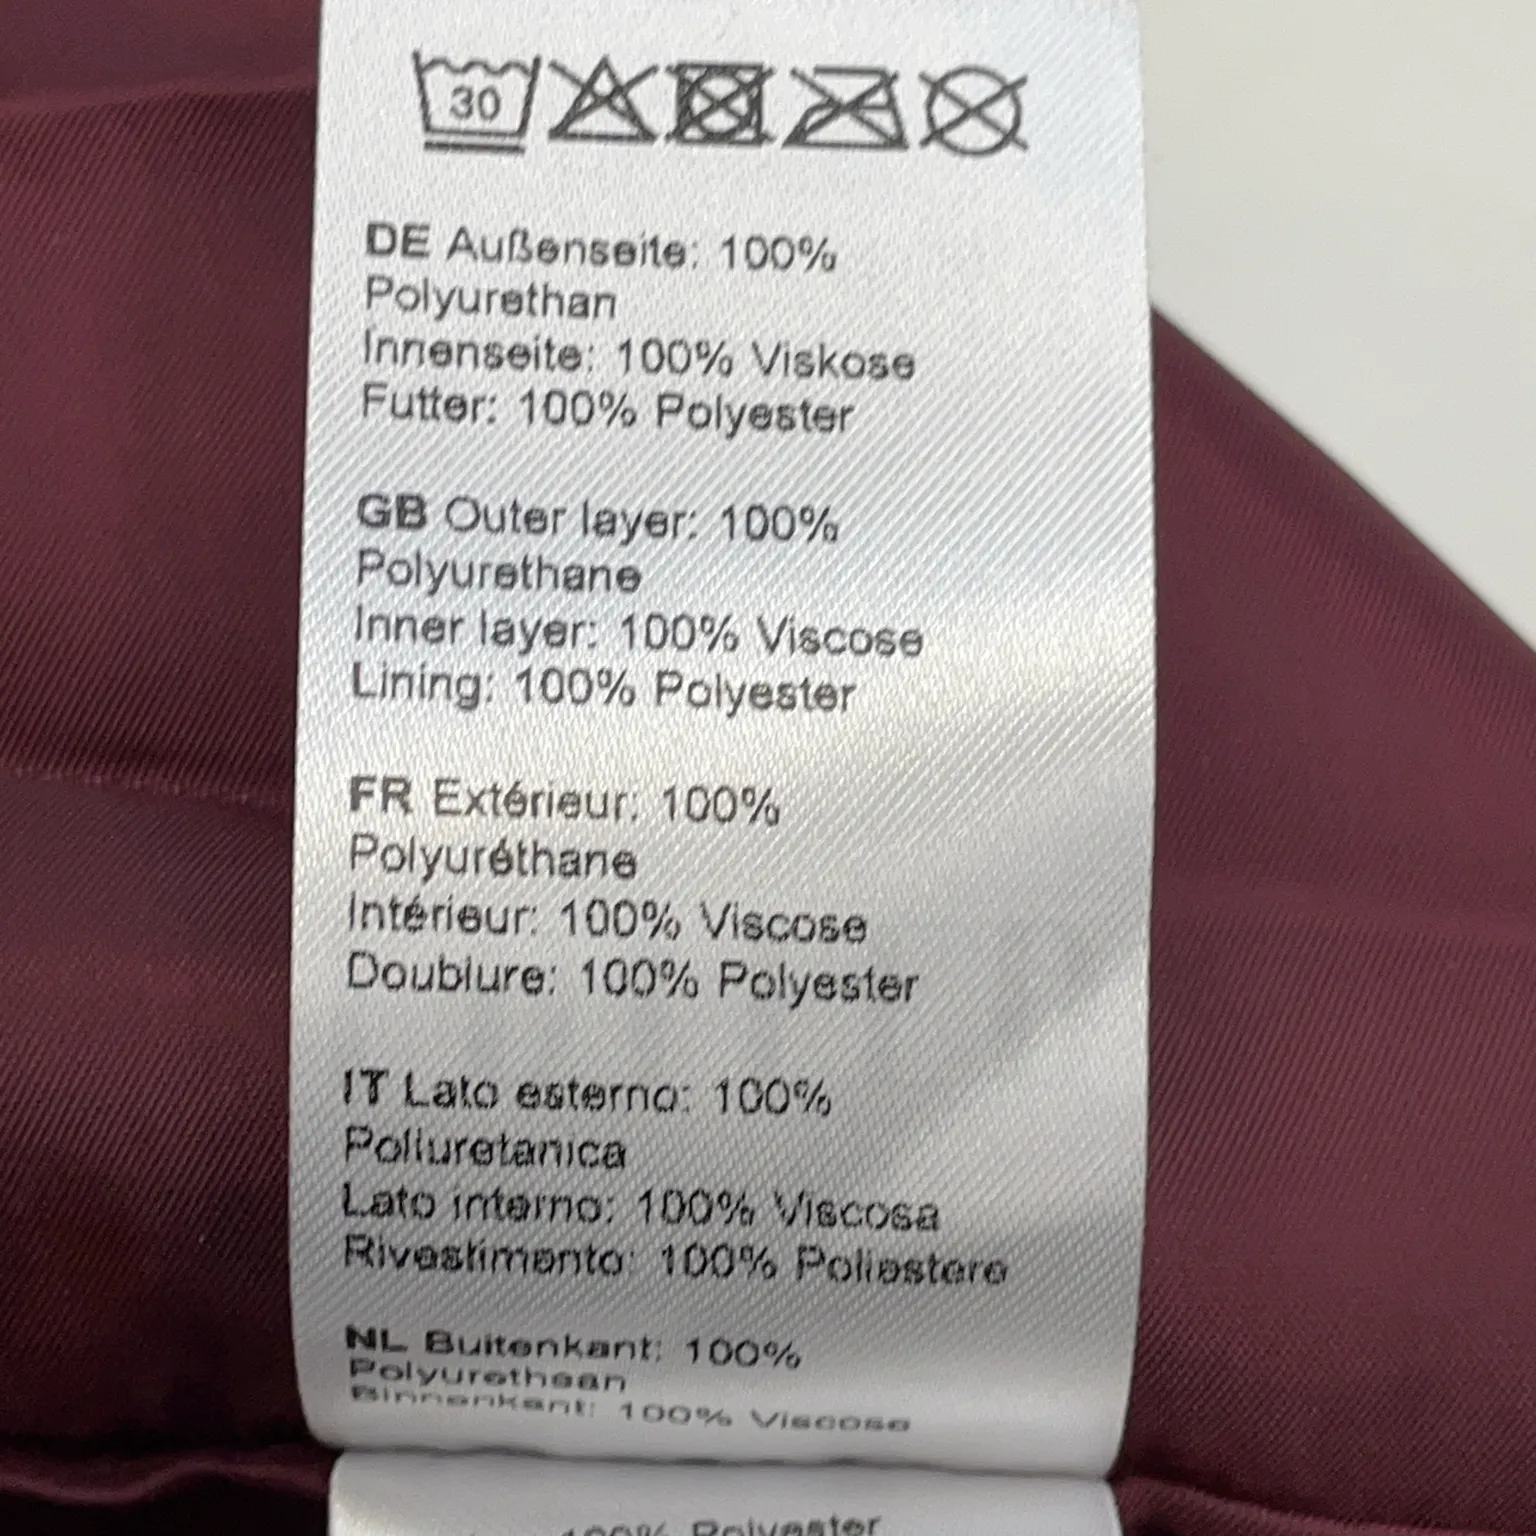 30
DE Außenseite: 100%
Polyurethan
Innenseite: 100% Viskose
Futter: 100% Polyester
GB Outer layer: 100%
Polyurethane
Inner layer: 100% Viscose
Lining: 100% Polyester
FR Extérieur: 100%
Polyuréthane
Intérieur: 100% Viscose
Doublure: 100% Polyester
IT Lato esterno: 100%
Poliuretanica
Lato interno: 100% Viscosa
Rivestimento: 100% Poliestere
NL Buitenkant: 100%
Polyurethaan
Binnenkant: 100% Viscose
100% Polyester